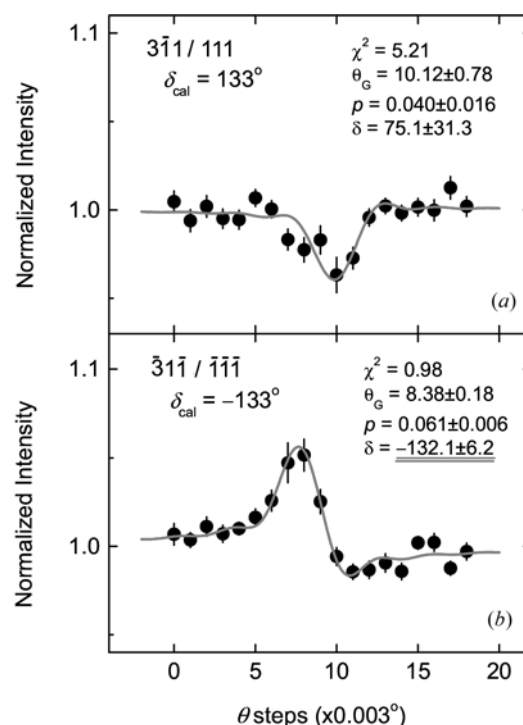 1.1
31̄1 / 111
δcal = 133°
χ² = 5.21
θG = 10.12±0.78
p = 0.040±0.016
δ = 75.1±31.3
Normalized Intensity
1.0
(a)
1.1
3̄11̄ / 1̄1̄1̄
δcal = –133°
χ² = 0.98
θG = 8.38±0.18
p = 0.061±0.006
δ = –132.1±6.2
Normalized Intensity
1.0
(b)
0 5 10 15 20
θ steps (x0.003°)